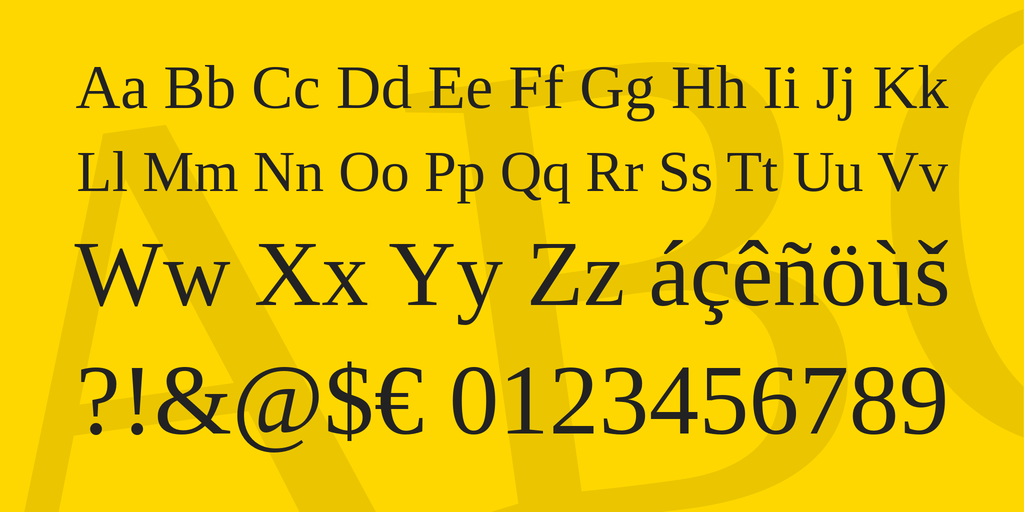 Aa Bb Cc Dd Ee Ff Gg Hh Ii Jj Kk
Ll Mm Nn Oo Pp Qq Rr Ss Tt Uu Vv
Ww Xx Yy Zz áçêñöùš
?!&@$€ 0123456789
ABC